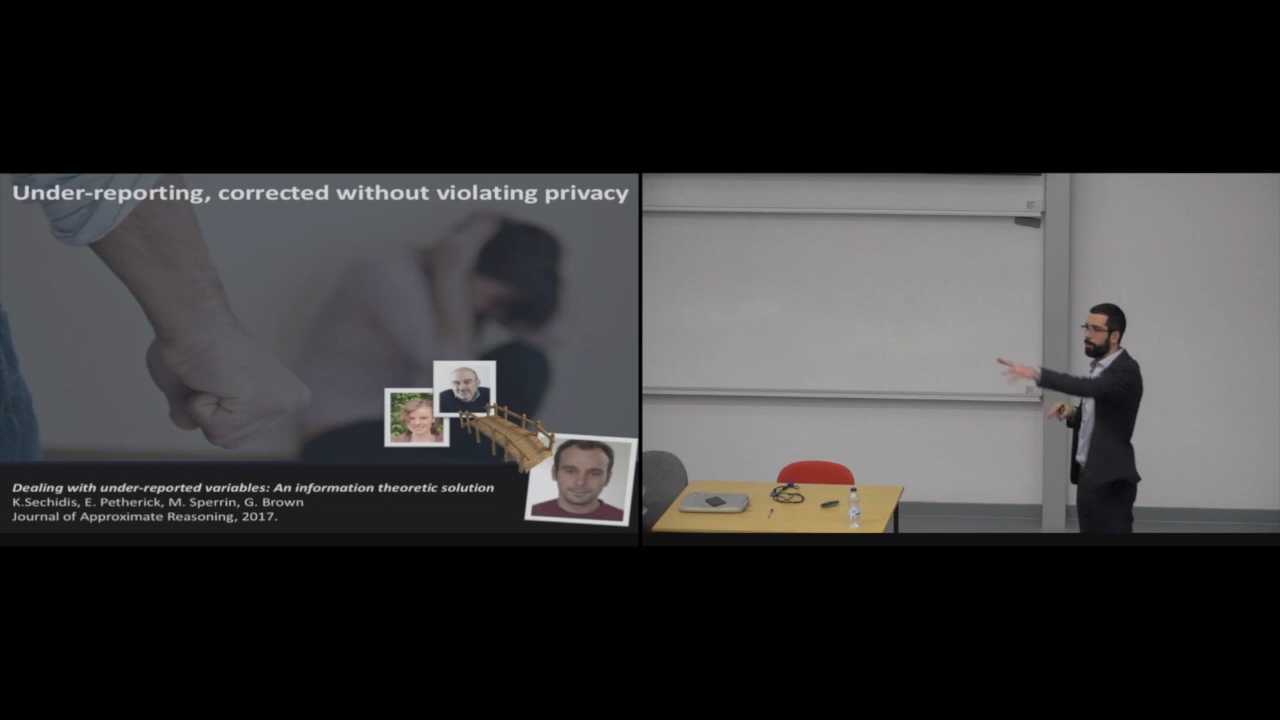 Under-reporting, corrected without violating privacy
Dealing with under-reported variables: An information theoretic solution
K.Sechidis, E. Petherick, M. Sperrin, G. Brown
Journal of Approximate Reasoning, 2017.